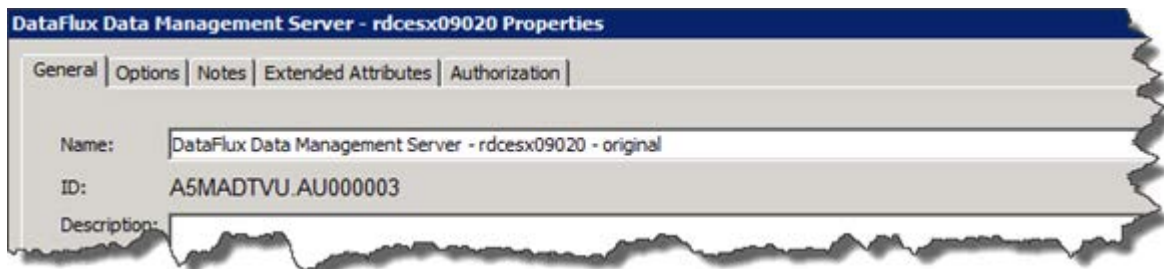 DataFlux Data Management Server - rdcesx09020 Properties
General Options Notes Extended Attributes Authorization
Name: DataFlux Data Management Server - rdcesx09020 - original
ID: A5MADTVU.AU000003
Description: